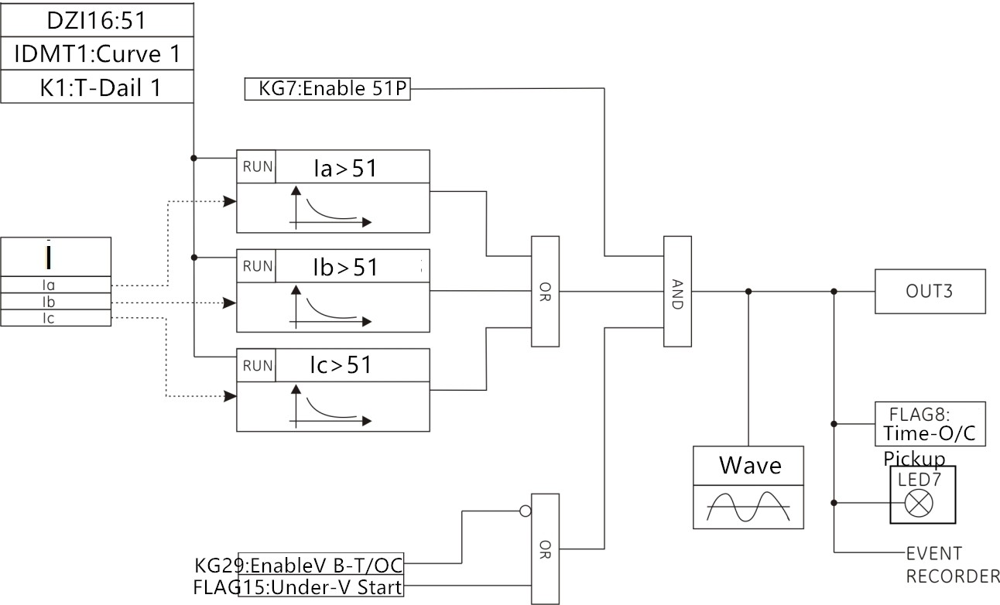 DZI16:51
IDMT1:Curve 1
K1:T-Dail 1
KG7:Enable 51P
RUN
Ia>51
I
Ia
Ib
Ic
RUN
Ib>51
RUN
Ic>51
OR
AND
OUT3
FLAG8:
Time-O/C
Pickup
LED7
Wave
KG29:EnableV B-T/OC
FLAG15:Under-V Start
OR
EVENT
RECORDER